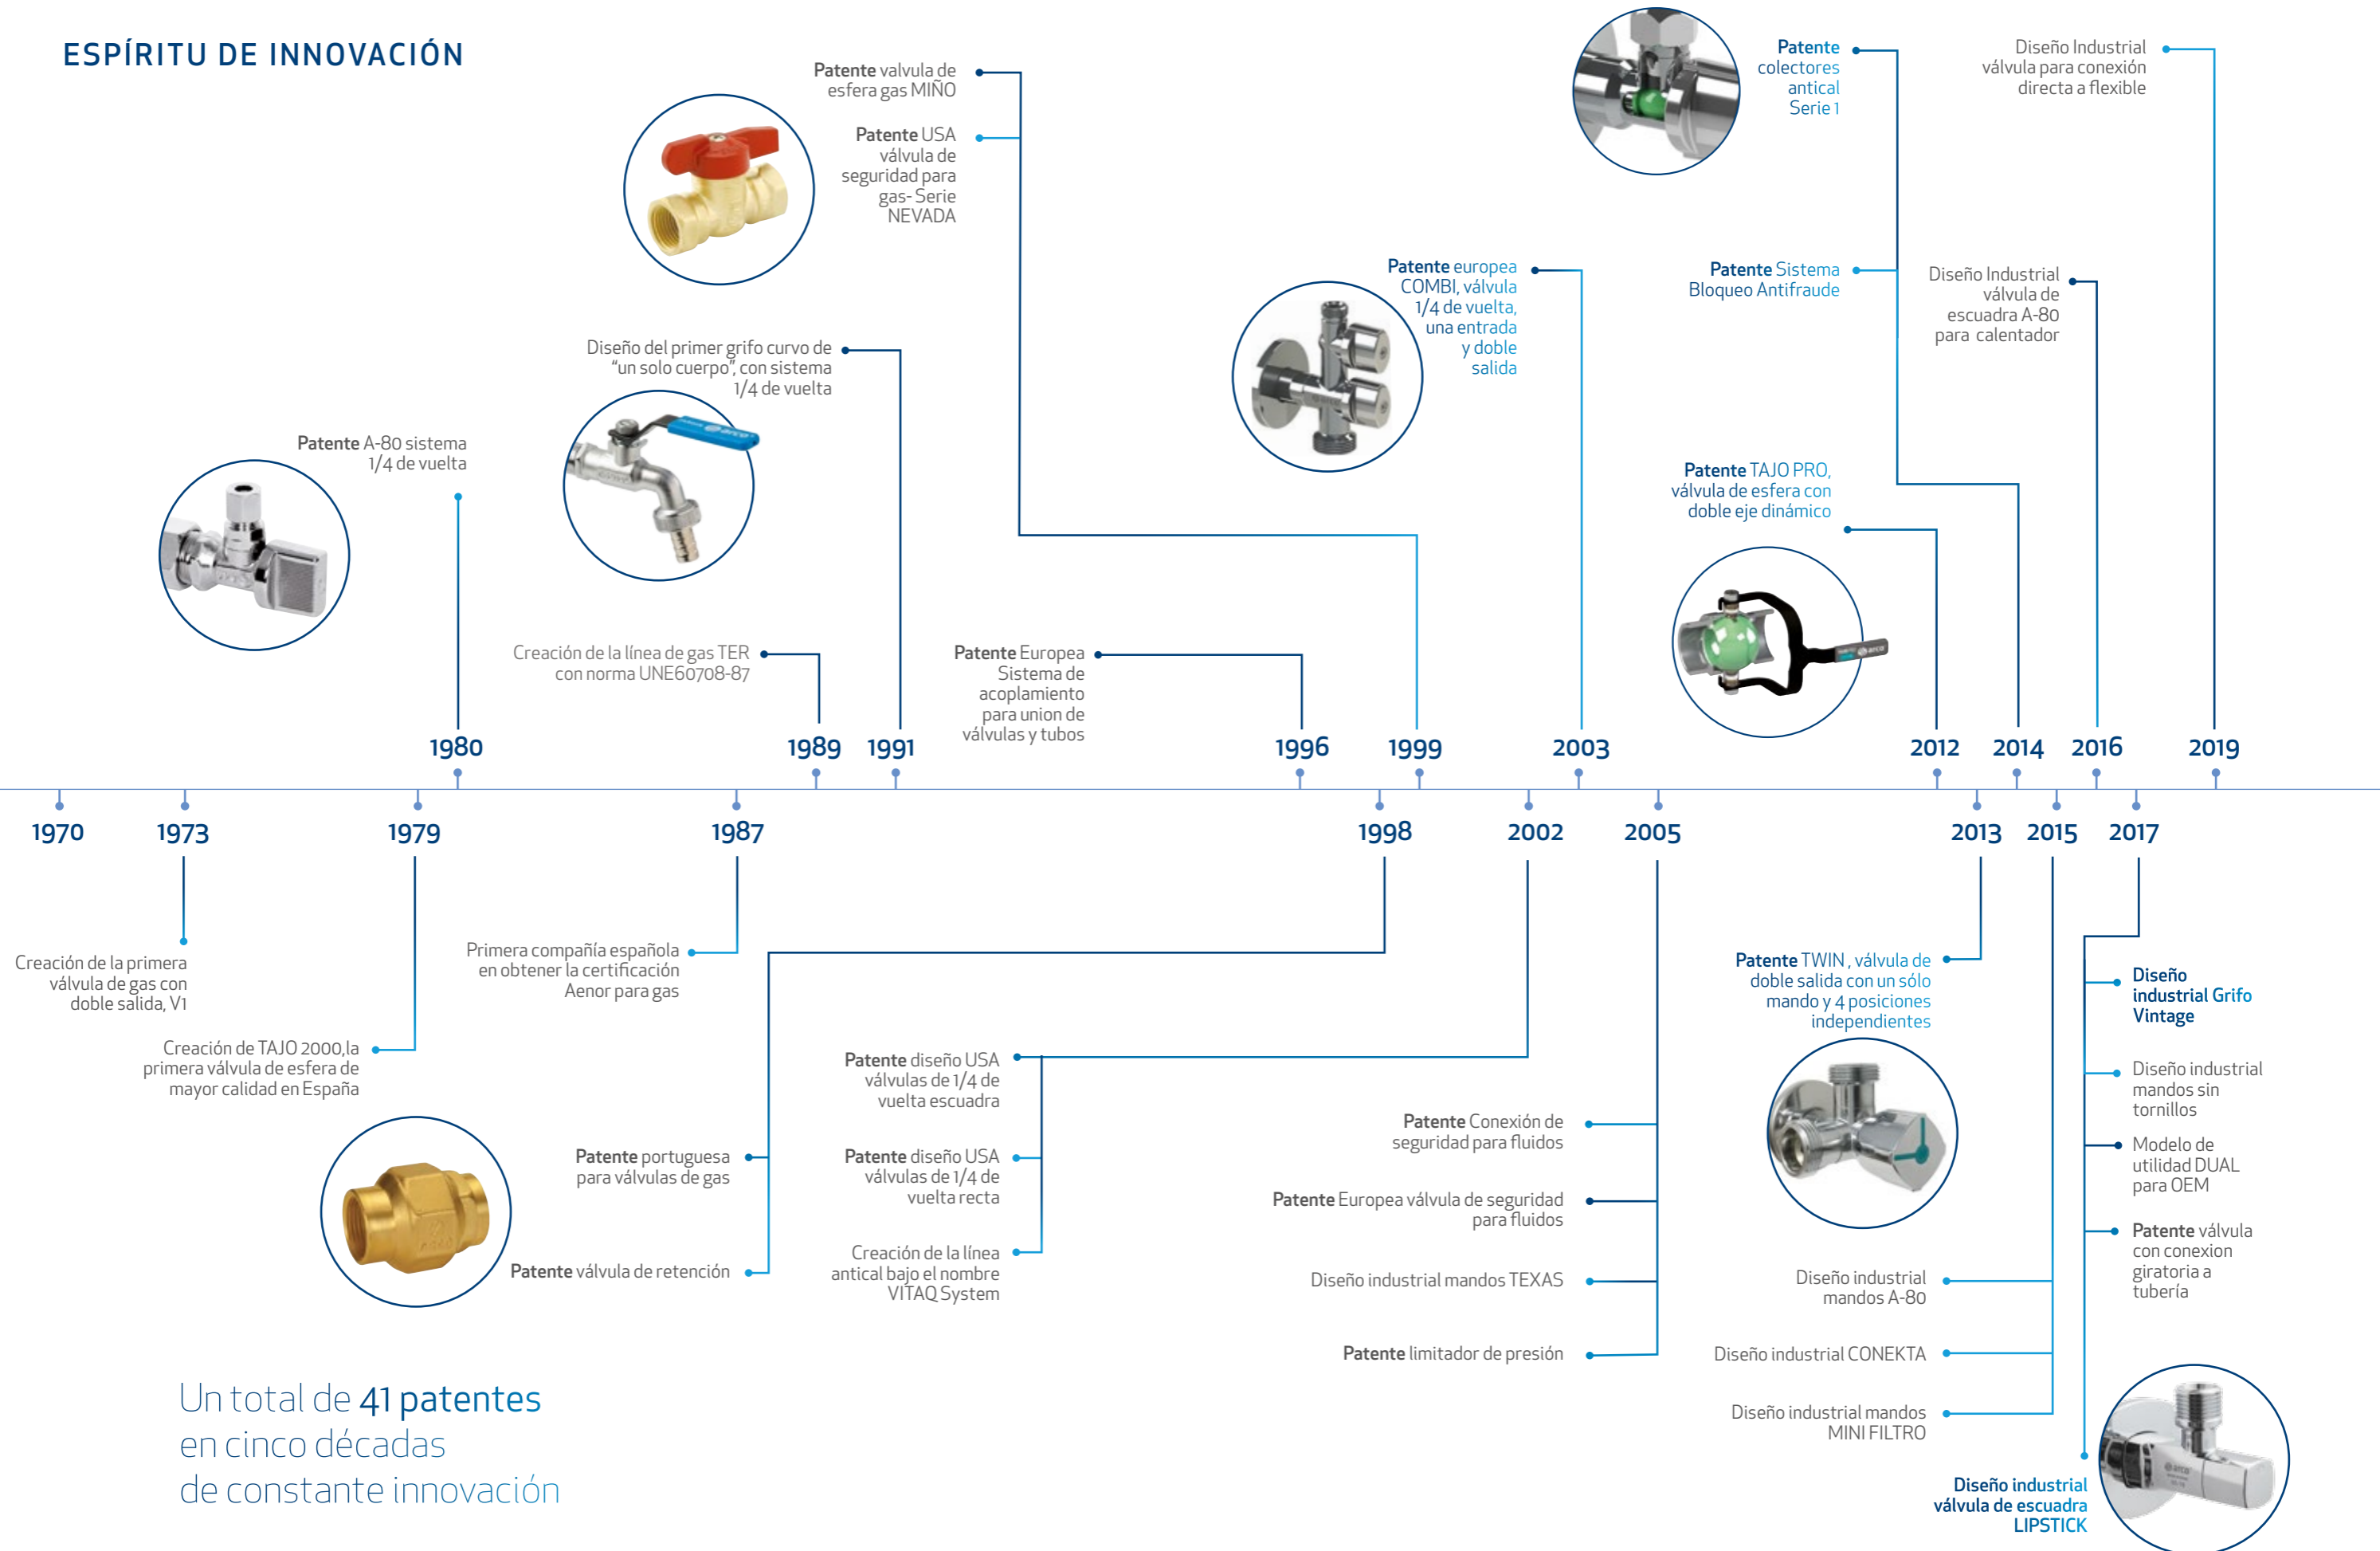 ESPÍRITU DE INNOVACIÓN
Patente valvula de
esfera gas MIÑO
Patente USA
válvula de
seguridad para
gas- Serie
NEVADA
Patente
colectores
antical
Serie 1
Diseño Industrial
válvula para conexión
directa a flexible
Patente europea
COMBI, válvula
1/4 de vuelta,
una entrada
y doble
salida
Patente Sistema
Bloqueo Antifraude
Diseño Industrial
válvula de
escuadra A-80
para calentador
Diseño del primer grifo curvo de
“un solo cuerpo”, con sistema
1/4 de vuelta
arco
Patente A-80 sistema
1/4 de vuelta
Patente TAJO PRO,
válvula de esfera con
doble eje dinámico
arco
Creación de la línea de gas TER
con norma UNE60708-87
Patente Europea
Sistema de
acoplamiento
para union de
válvulas y tubos
1980
1989
1991
1996
1999
2003
2012
2014
2016
2019
1970
1973
1979
1987
1998
2002
2005
2013
2015
2017
Creación de la primera
válvula de gas con
doble salida, V1
Creación de TAJO 2000,la
primera válvula de esfera de
mayor calidad en España
Primera compañía española
en obtener la certificación
Aenor para gas
Patente portuguesa
para válvulas de gas
Patente válvula de retención
Patente diseño USA
válvulas de 1/4 de
vuelta escuadra
Patente diseño USA
válvulas de 1/4 de
vuelta recta
Creación de la línea
antical bajo el nombre
VITAQ System
Patente Conexión de
seguridad para fluidos
Patente Europea válvula de seguridad
para fluidos
Diseño industrial mandos TEXAS
Patente limitador de presión
Patente TWIN , válvula de
doble salida con un sólo
mando y 4 posiciones
independientes
Diseño industrial
mandos A-80
Diseño industrial CONEKTA
Diseño industrial mandos
MINI FILTRO
Diseño
industrial Grifo
Vintage
Diseño industrial
mandos sin
tornillos
Modelo de
utilidad DUAL
para OEM
Patente válvula
con conexion
giratoria a
tubería
Diseño industrial
válvula de escuadra
LIPSTICK
arco
Un total de 41 patentes
en cinco décadas
de constante innovación